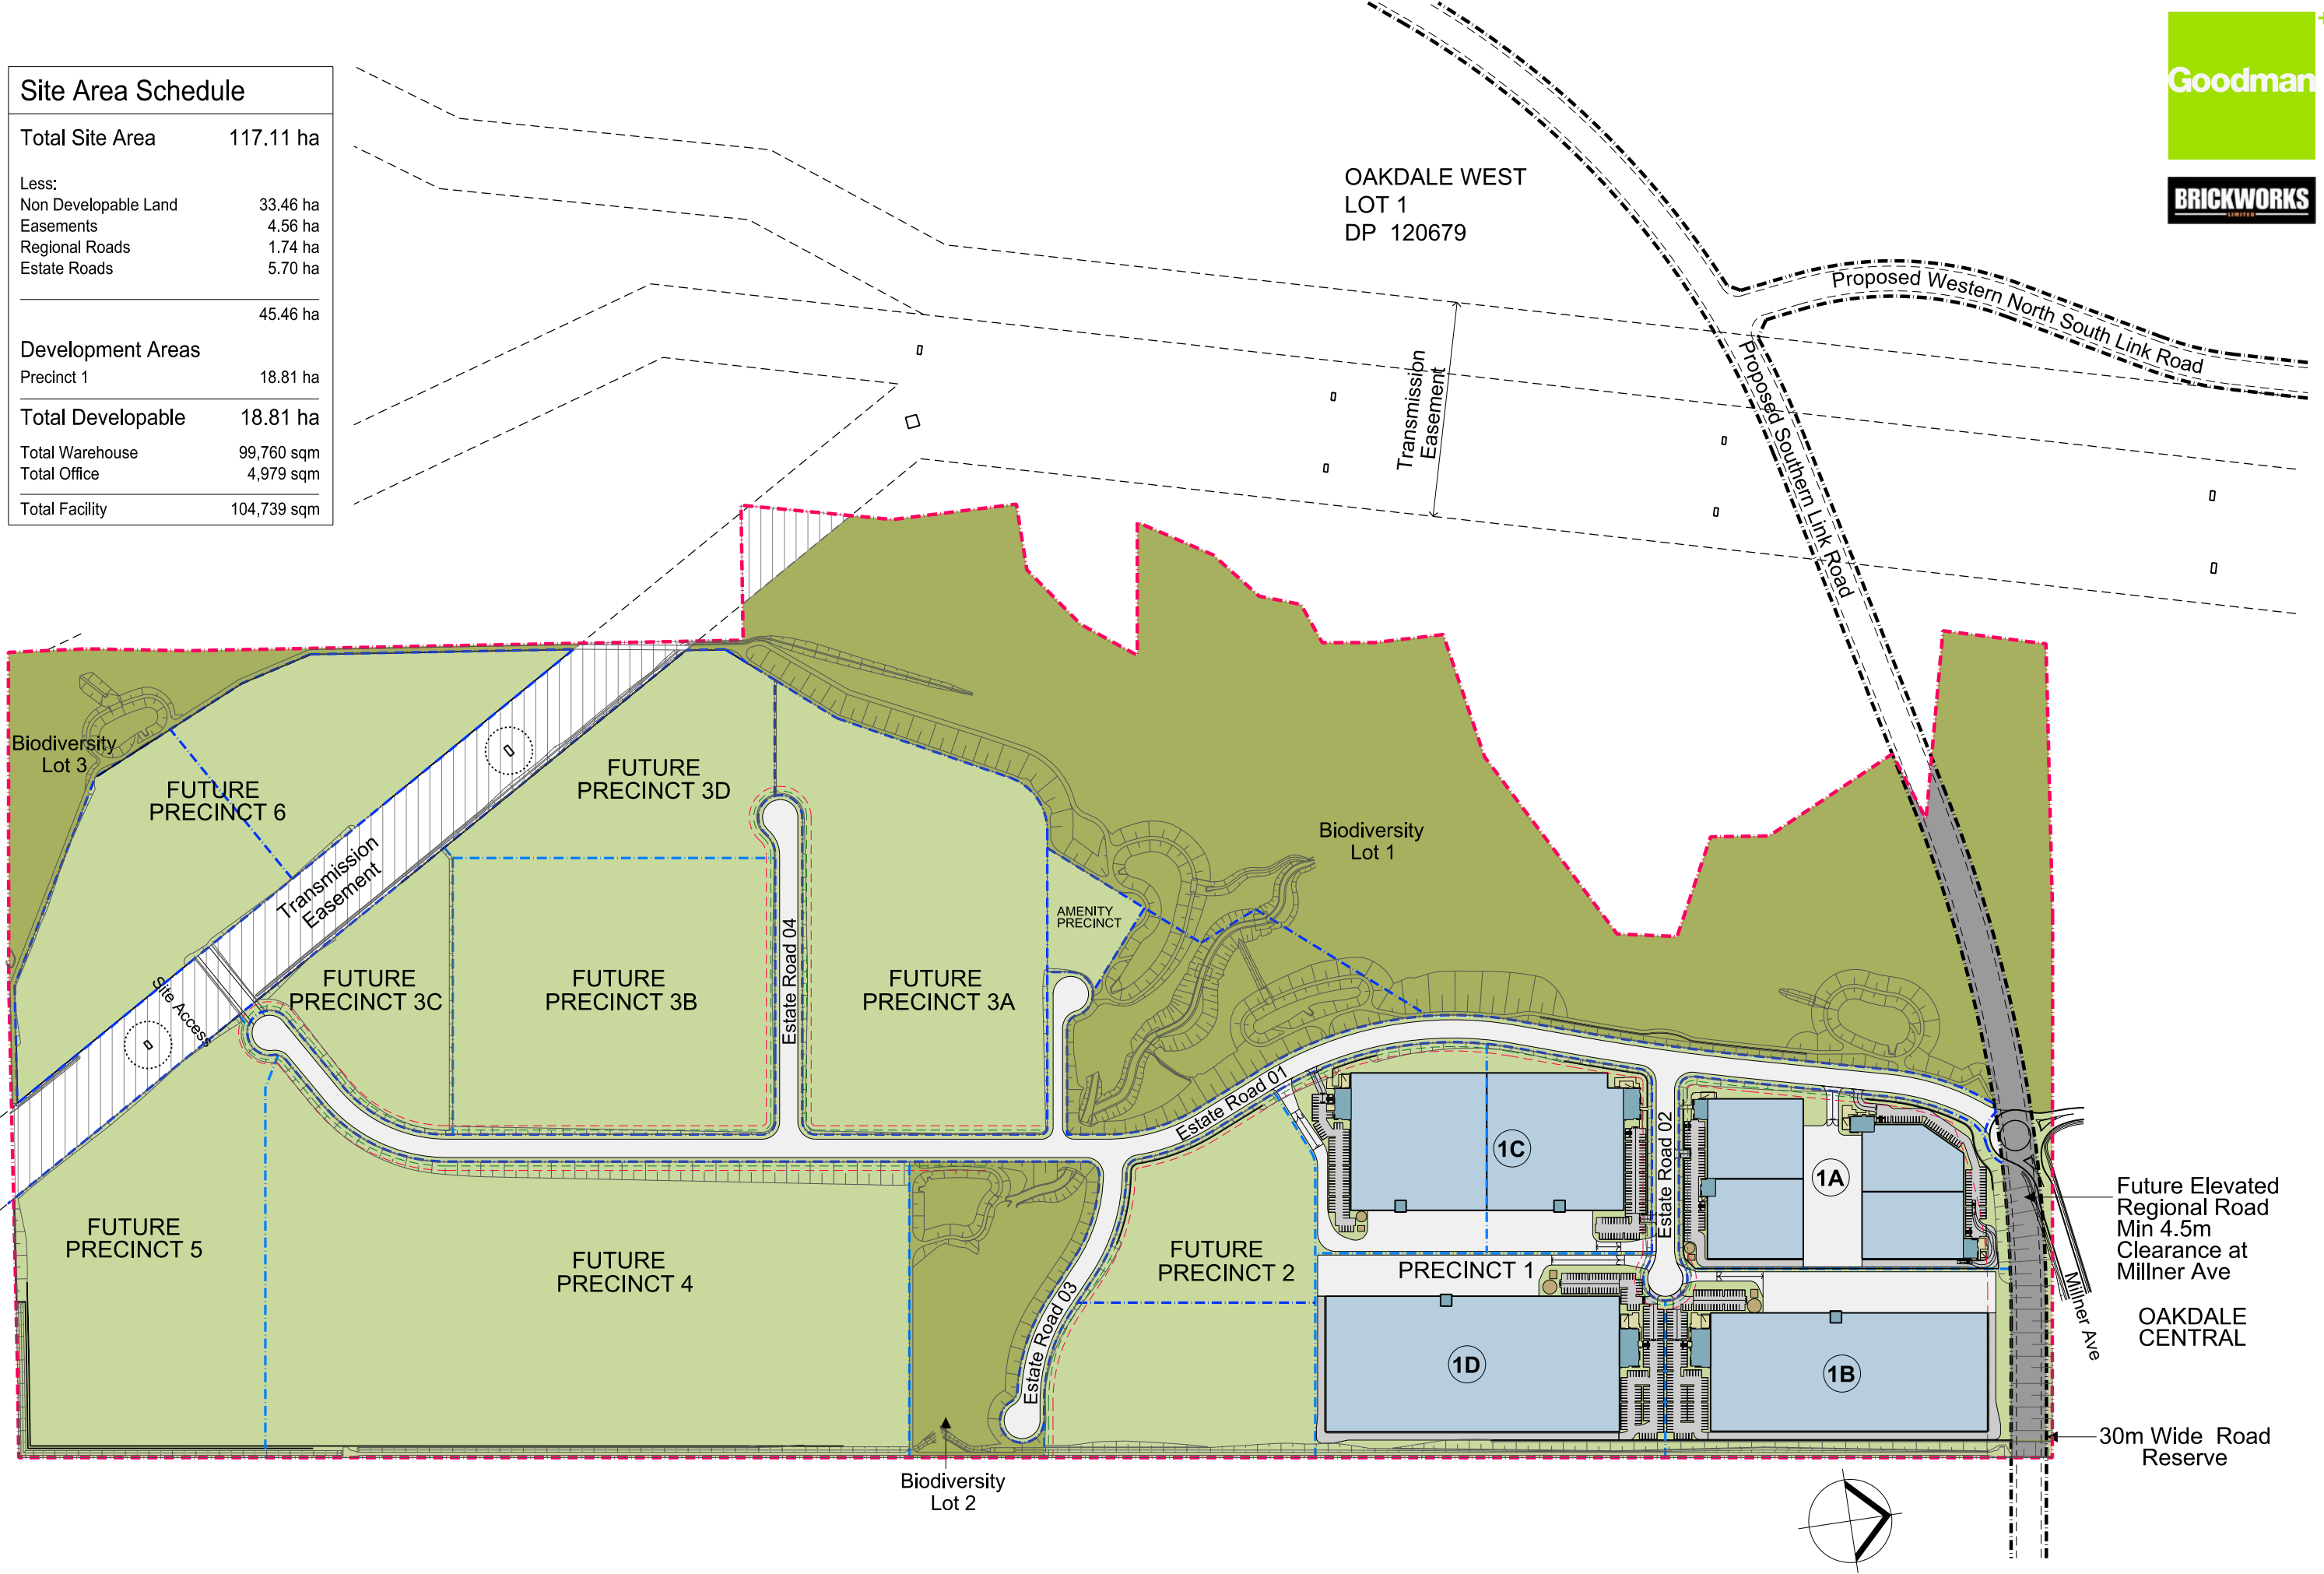 Site Area Schedule
Total Site Area 117.11 ha
Less:
Non Developable Land 33.46 ha
Easements 4.56 ha
Regional Roads 1.74 ha
Estate Roads 5.70 ha
45.46 ha
Development Areas
Precinct 1 18.81 ha
Total Developable 18.81 ha
Total Warehouse 99,760 sqm
Total Office 4,979 sqm
Total Facility 104,739 sqm
Goodman
BRICKWORKS
LIMITED
OAKDALE WEST
LOT 1
DP 120679
Proposed Western North South Link Road
Proposed Southern Link Road
Transmission
Easement
Biodiversity
Lot 3
FUTURE
PRECINCT 6
FUTURE
PRECINCT 3D
Transmission
Easement
Site Access
FUTURE
PRECINCT 3C
FUTURE
PRECINCT 3B
Estate Road 04
FUTURE
PRECINCT 3A
AMENITY
PRECINCT
Biodiversity
Lot 1
Estate Road 01
1C
Estate Road 02
1A
FUTURE
PRECINCT 5
FUTURE
PRECINCT 4
Estate Road 03
FUTURE
PRECINCT 2
PRECINCT 1
1D
1B
Future Elevated
Regional Road
Min 4.5m
Clearance at
Millner Ave
Millner Ave
OAKDALE
CENTRAL
30m Wide Road
Reserve
Biodiversity
Lot 2